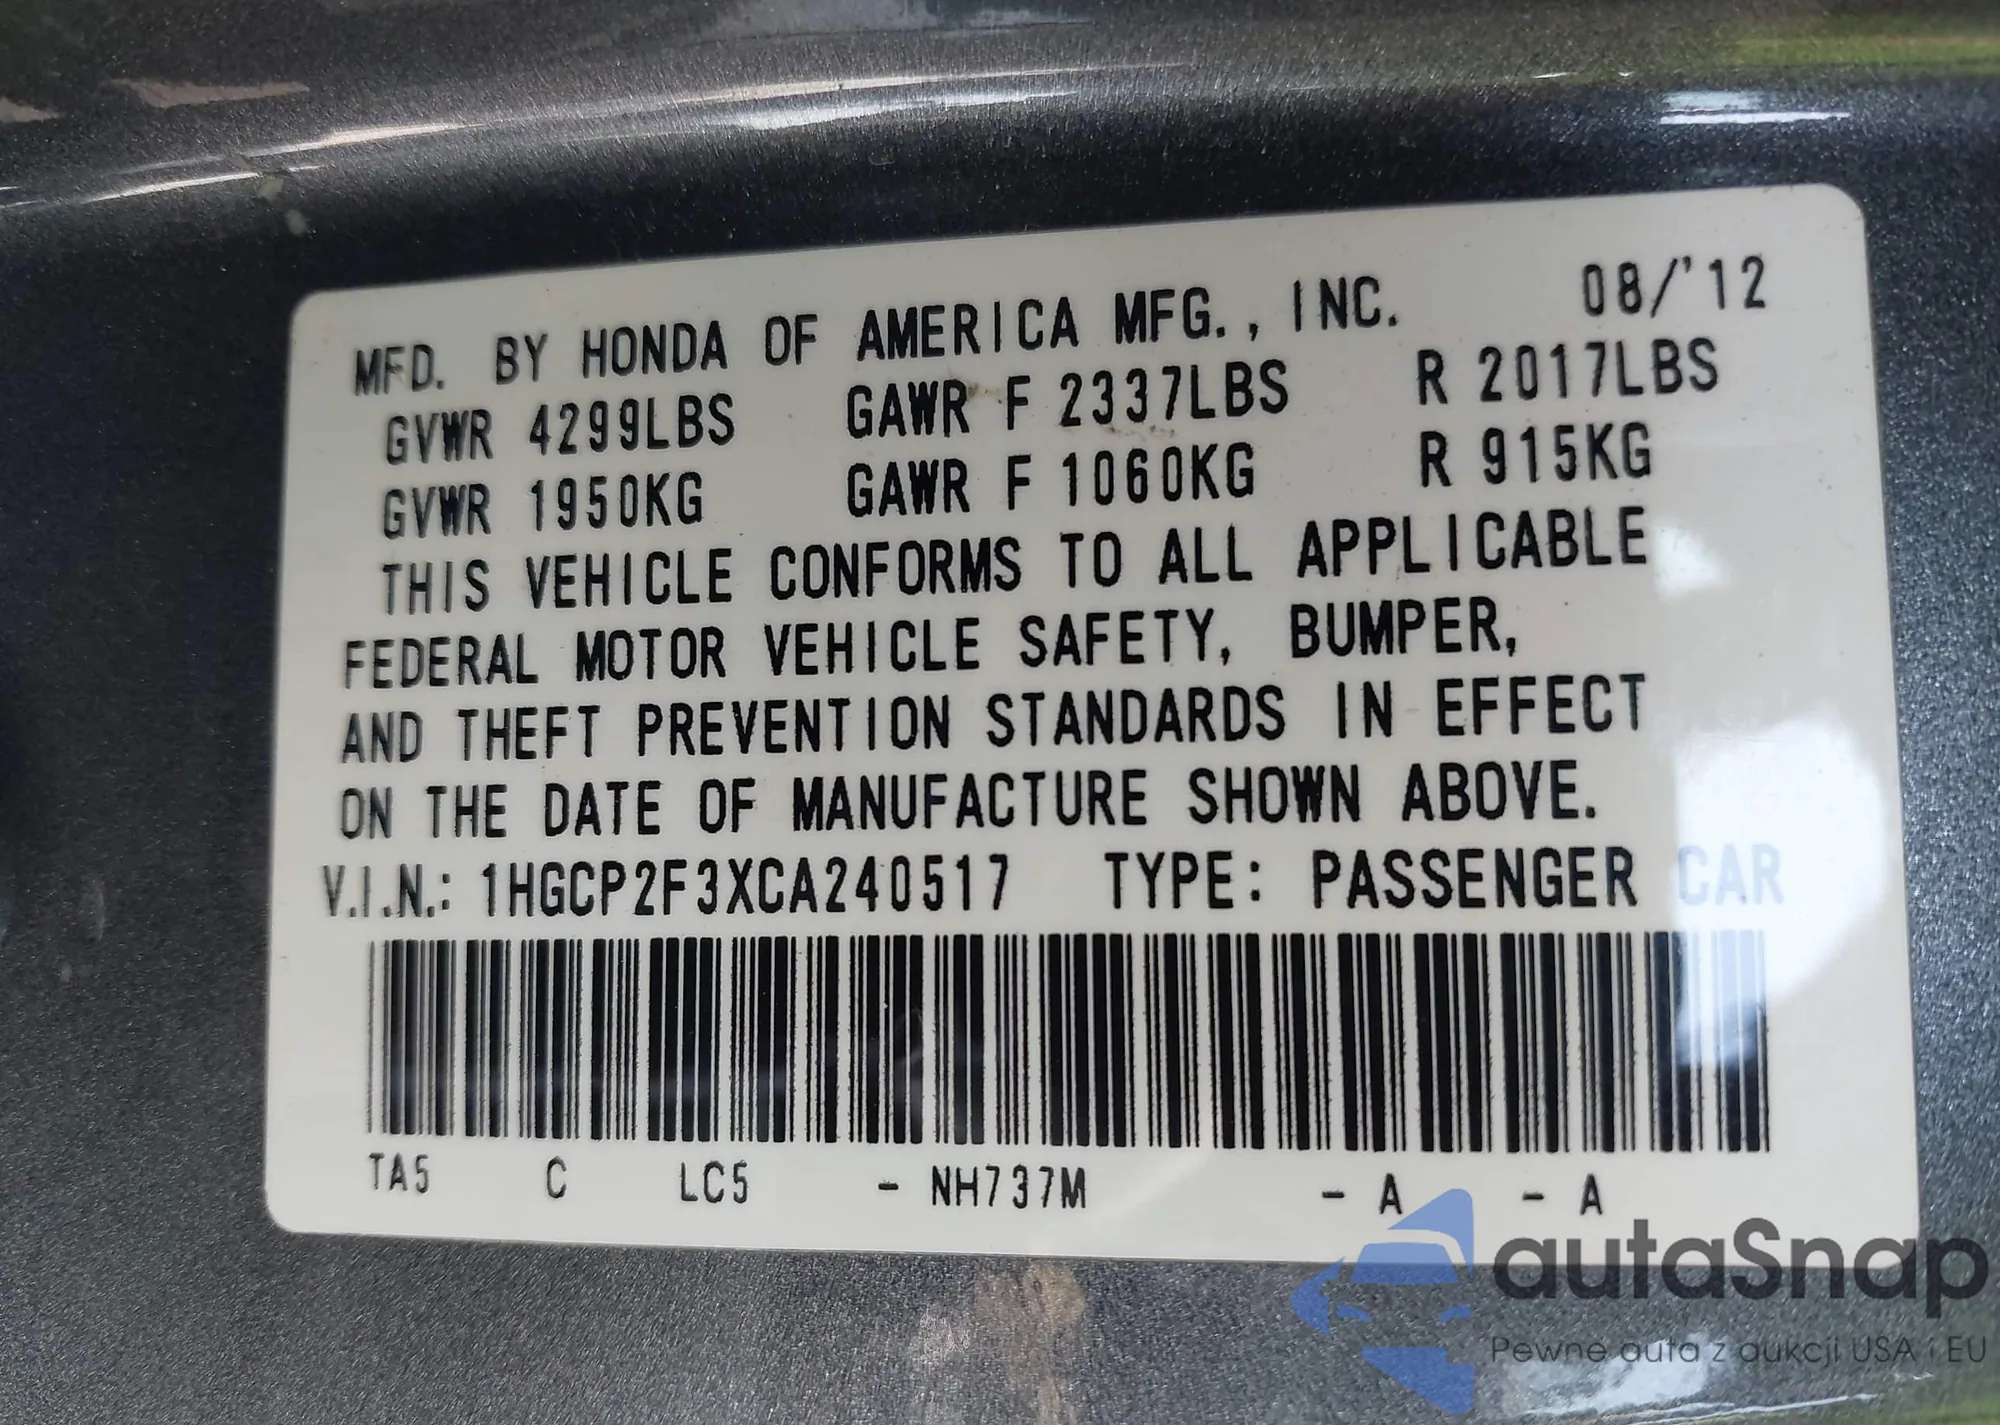 MFD. BY HONDA OF AMERICA MFG., INC. 08/'12
GVWR 4299LBS GAWR F 2337LBS R 2017LBS
GVWR 1950KG GAWR F 1060KG R 915KG
THIS VEHICLE CONFORMS TO ALL APPLICABLE
FEDERAL MOTOR VEHICLE SAFETY, BUMPER,
AND THEFT PREVENTION STANDARDS IN EFFECT
ON THE DATE OF MANUFACTURE SHOWN ABOVE.
V.I.N.: 1HGCP2F3XCA240517 TYPE: PASSENGER CAR
TA5 C LC5 - NH737M - A - A
autaSnap
Pewne auta z aukcji USA i EU